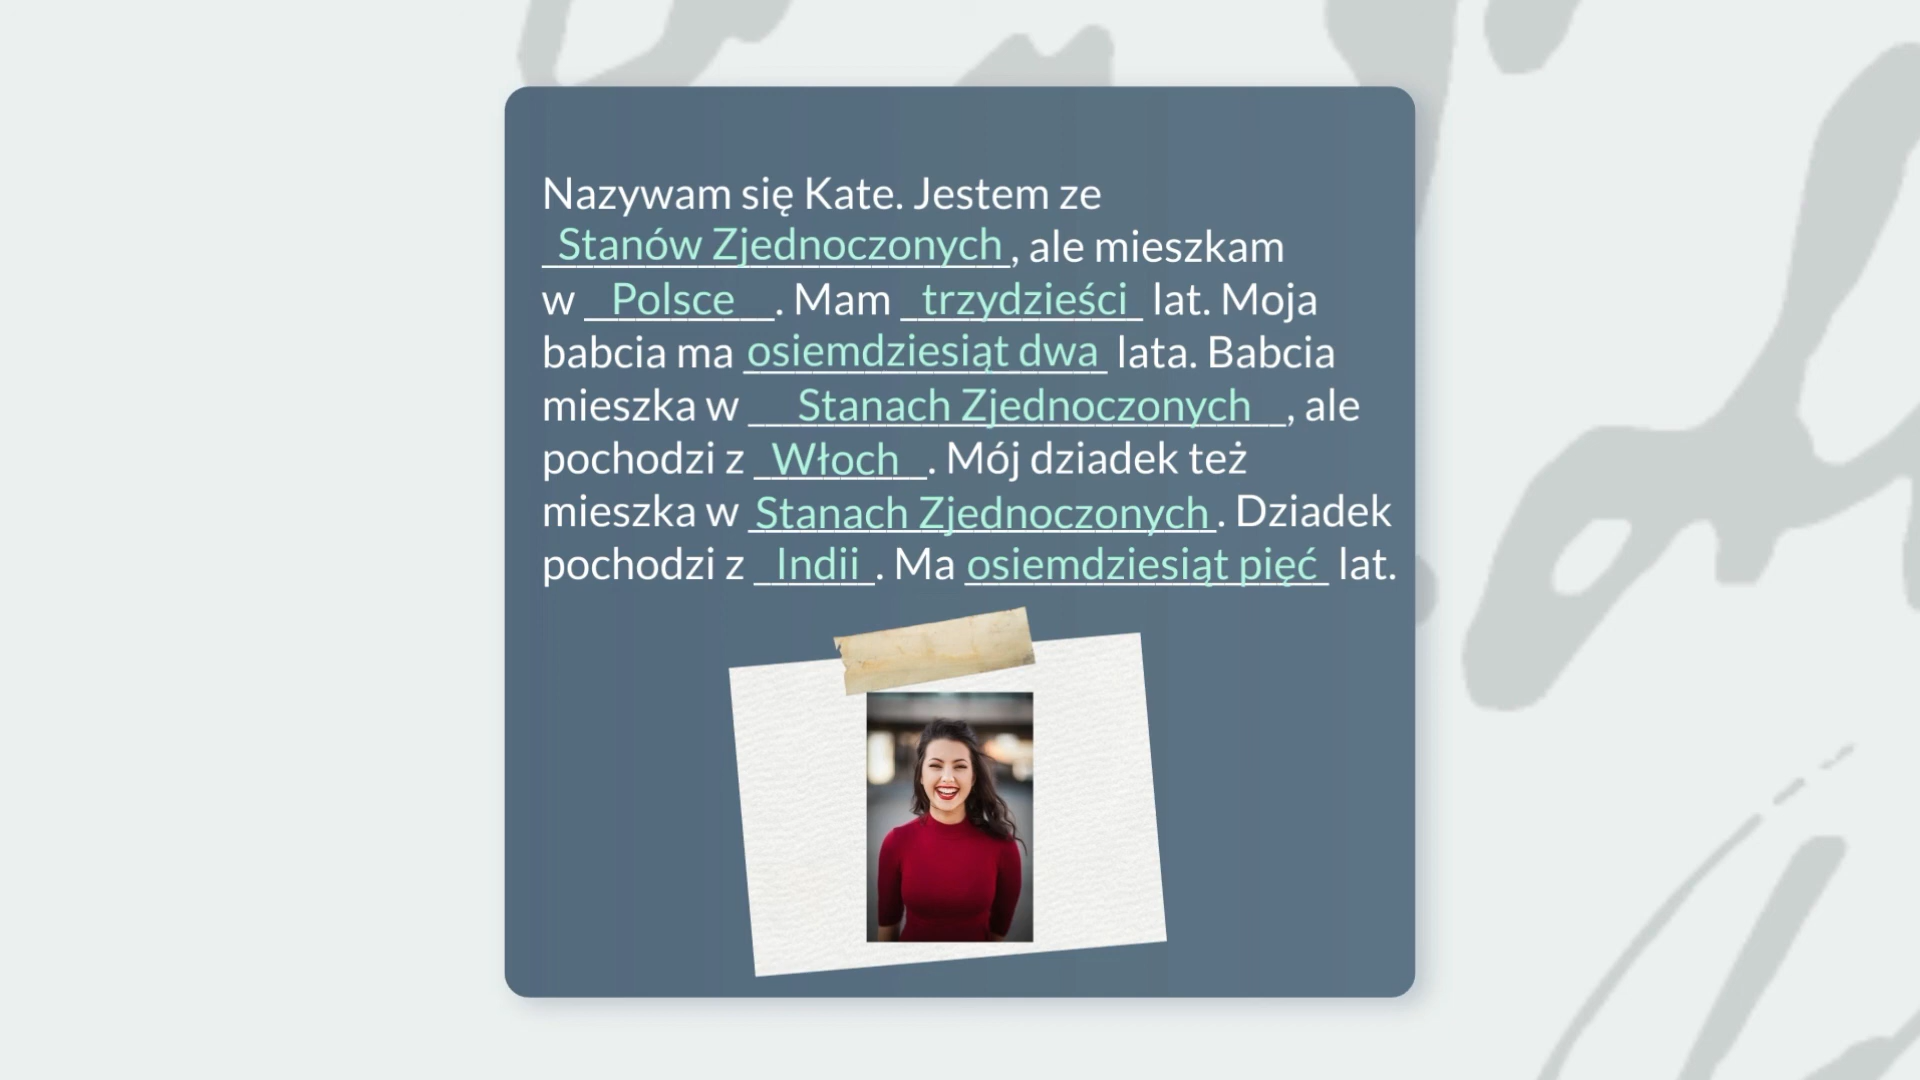 Nazywam się Kate. Jestem ze
Stanów Zjednoczonych, ale mieszkam
w Polsce. Mam trzydzieści lat. Moja
babcia ma osiemdziesiąt dwa lata. Babcia
mieszka w Stanach Zjednoczonych, ale
pochodzi z Włoch. Mój dziadek też
mieszka w Stanach Zjednoczonych. Dziadek
pochodzi z Indii. Ma osiemdziesiąt pięć lat.